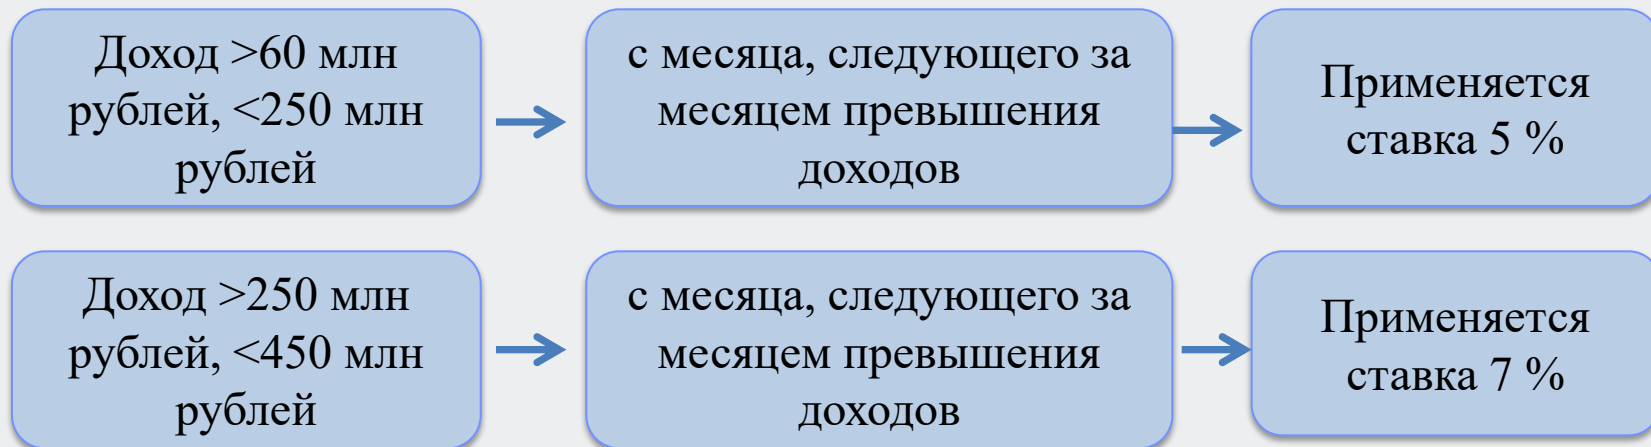 Доход >60 млн
рублей, <250 млн
рублей
с месяца, следующего за
месяцем превышения
доходов
Применяется
ставка 5 %
Доход >250 млн
рублей, <450 млн
рублей
с месяца, следующего за
месяцем превышения
доходов
Применяется
ставка 7 %